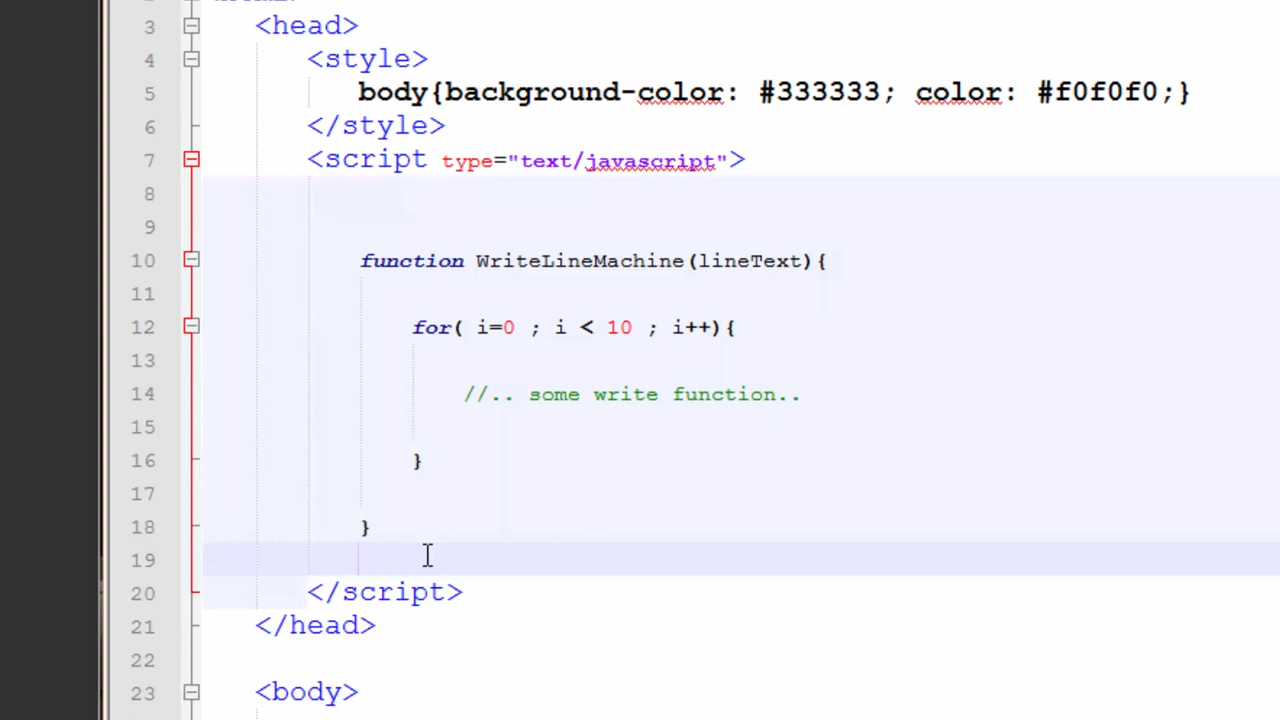 3 <head>
4 <style>
5 body{background-color: #333333; color: #f0f0f0;}
6 </style>
7 <script type="text/javascript">
8
9
10 function WriteLineMachine(lineText){
11
12 for( i=0 ; i < 10 ; i++){
13
14 //.. some write function..
15
16 }
17
18 }
19
20 </script>
21 </head>
22
23 <body>